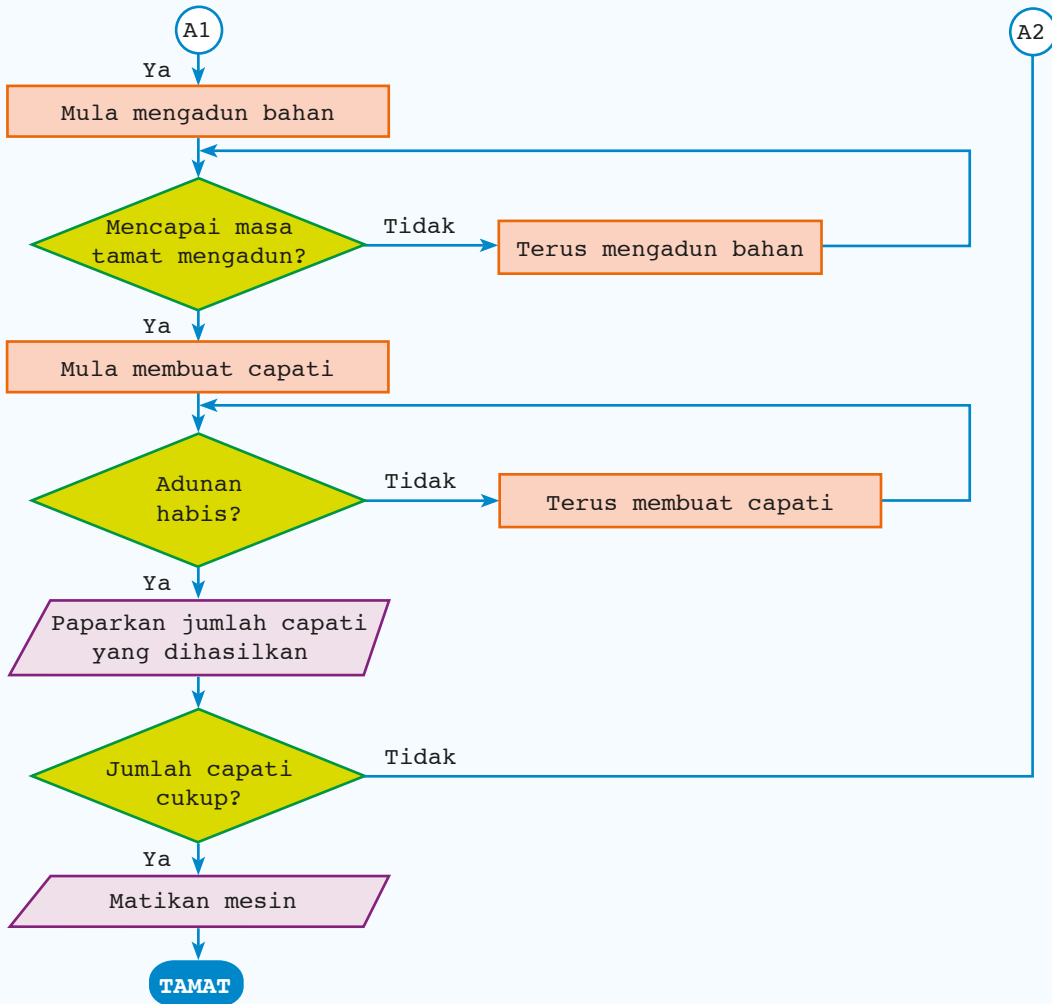 A1
A2
Ya
Mula mengadun bahan
Mencapai masa
tamat mengadun?
Tidak
Terus mengadun bahan
Ya
Mula membuat capati
Adunan
habis?
Tidak
Terus membuat capati
Ya
Paparkan jumlah capati
yang dihasilkan
Jumlah capati
cukup?
Tidak
Ya
Matikan mesin
TAMAT